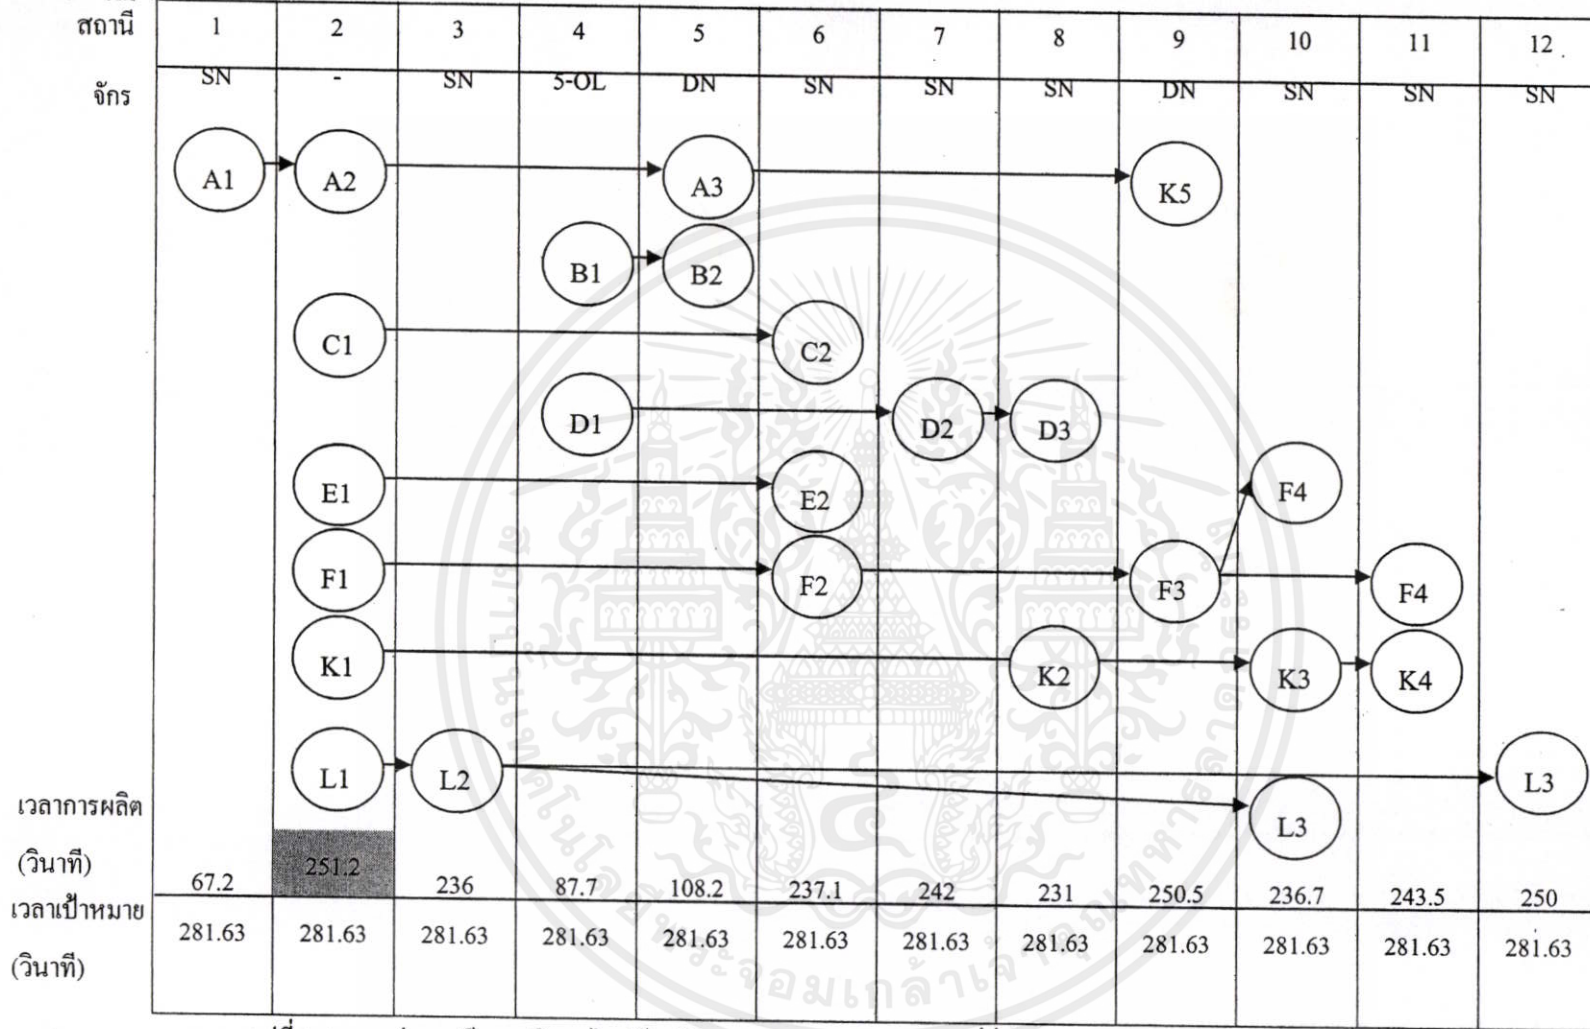 สถานี 1 2 3 4 5 6 7 8 9 10 11 12
จักร SN - SN 5-OL DN SN SN SN DN SN SN SN
A1 A2 A3 K5
B1 B2
C1 C2
D1 D2 D3
E1 E2 F4
F1 F2 F3 F4
K1 K2 K3 K4
L1 L2 L3
L3
เวลาการผลิต
(วินาที) 67.2 251.2 236 87.7 108.2 237.1 242 231 250.5 236.7 243.5 250
เวลาเป้าหมาย
(วินาที) 281.63 281.63 281.63 281.63 281.63 281.63 281.63 281.63 281.63 281.63 281.63 281.63